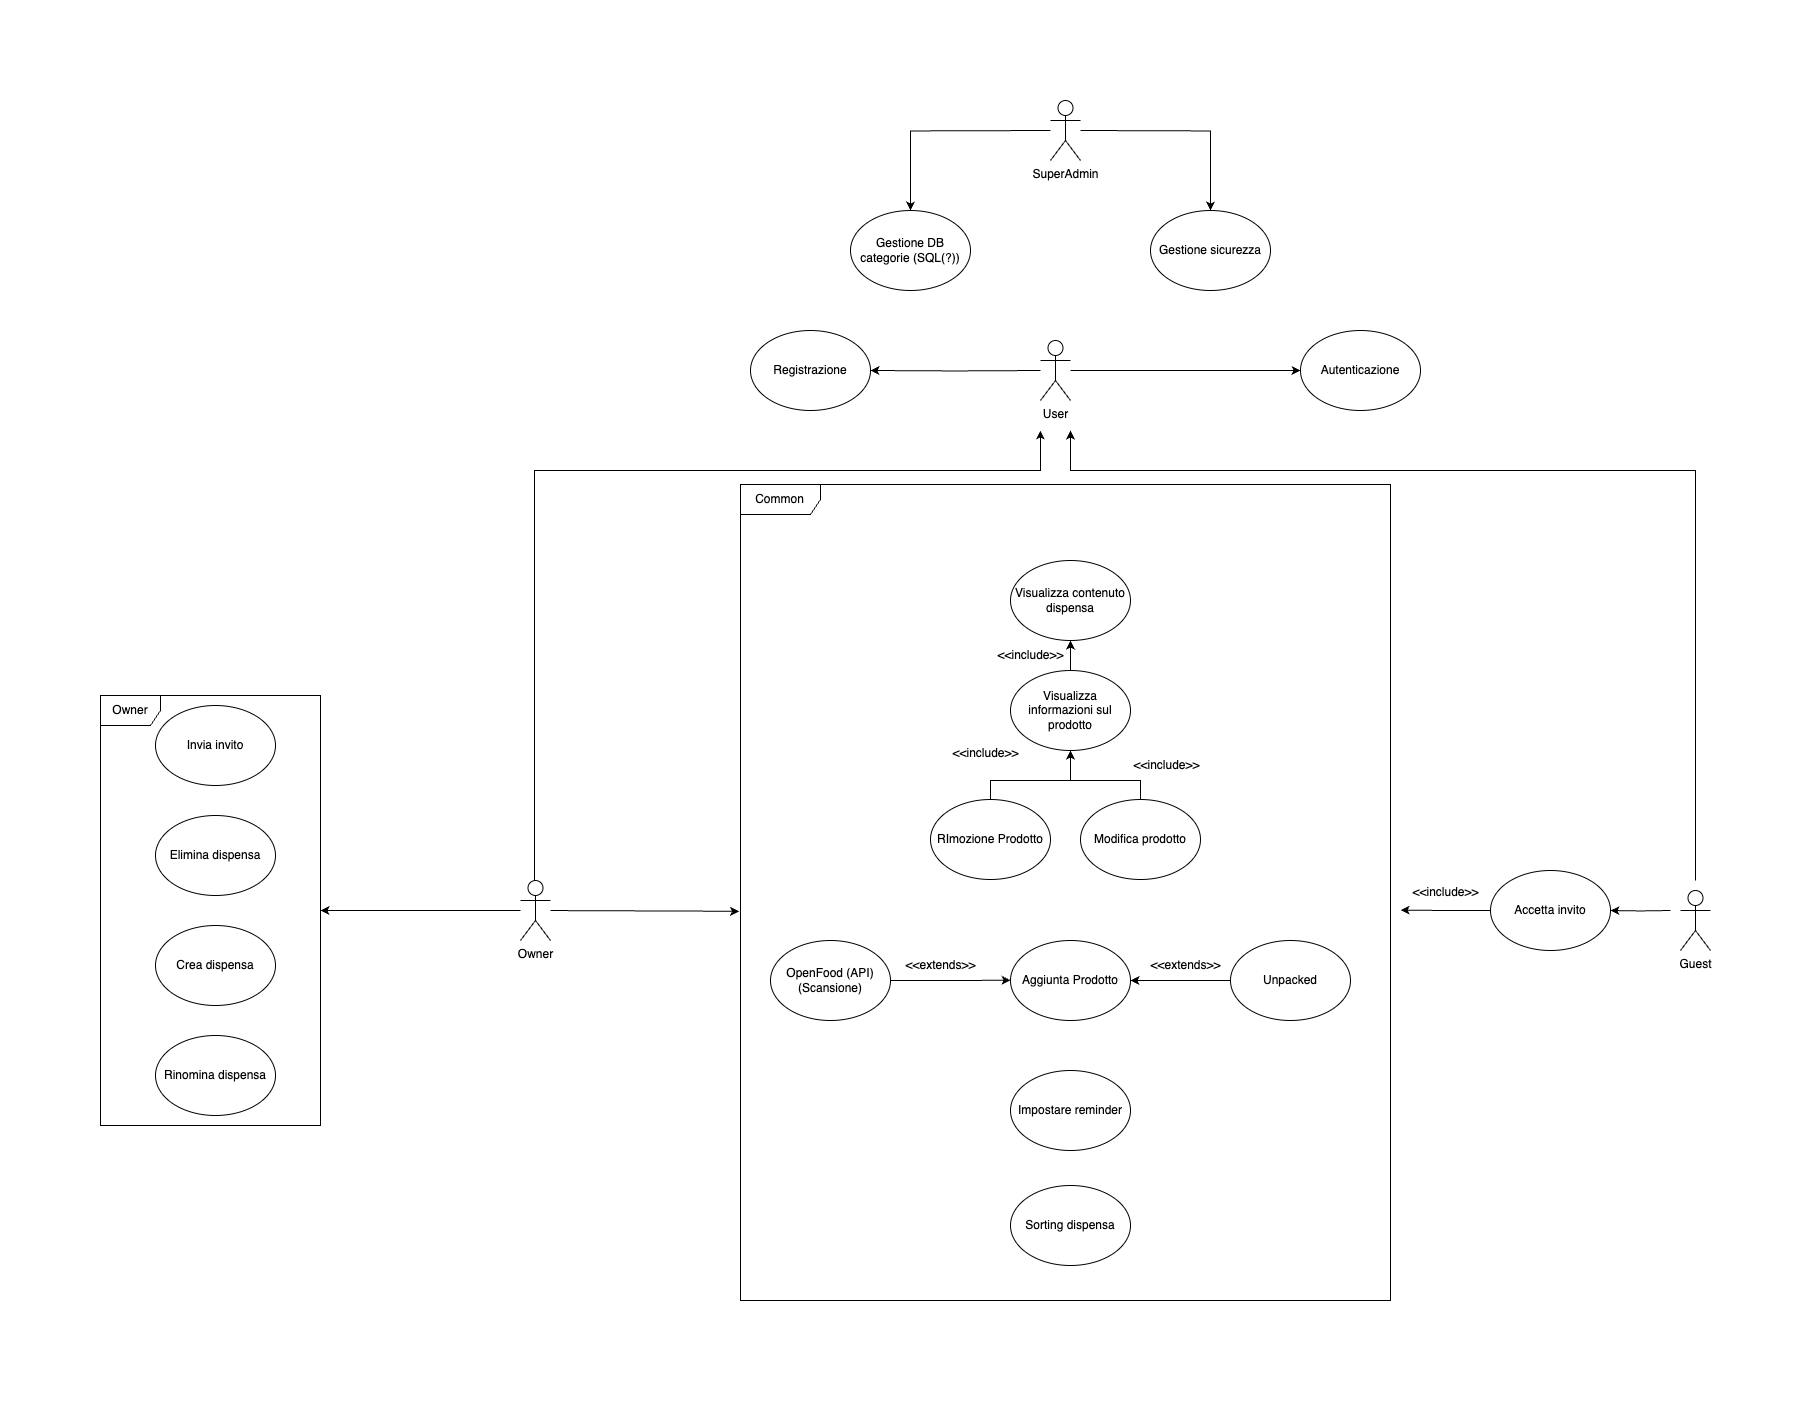 SuperAdmin
Gestione DB
categorie (SQL(?))
Gestione sicurezza
Registrazione
User
Autenticazione
Common
Visualizza contenuto
dispensa
<<include>>
Visualizza
informazioni sul
prodotto
<<include>>
<<include>>
RImozione Prodotto
Modifica prodotto
OpenFood (API)
(Scansione)
<<extends>>
Aggiunta Prodotto
<<extends>>
Unpacked
Impostare reminder
Sorting dispensa
Owner
Invia invito
Elimina dispensa
Crea dispensa
Rinomina dispensa
Owner
<<include>>
Accetta invito
Guest